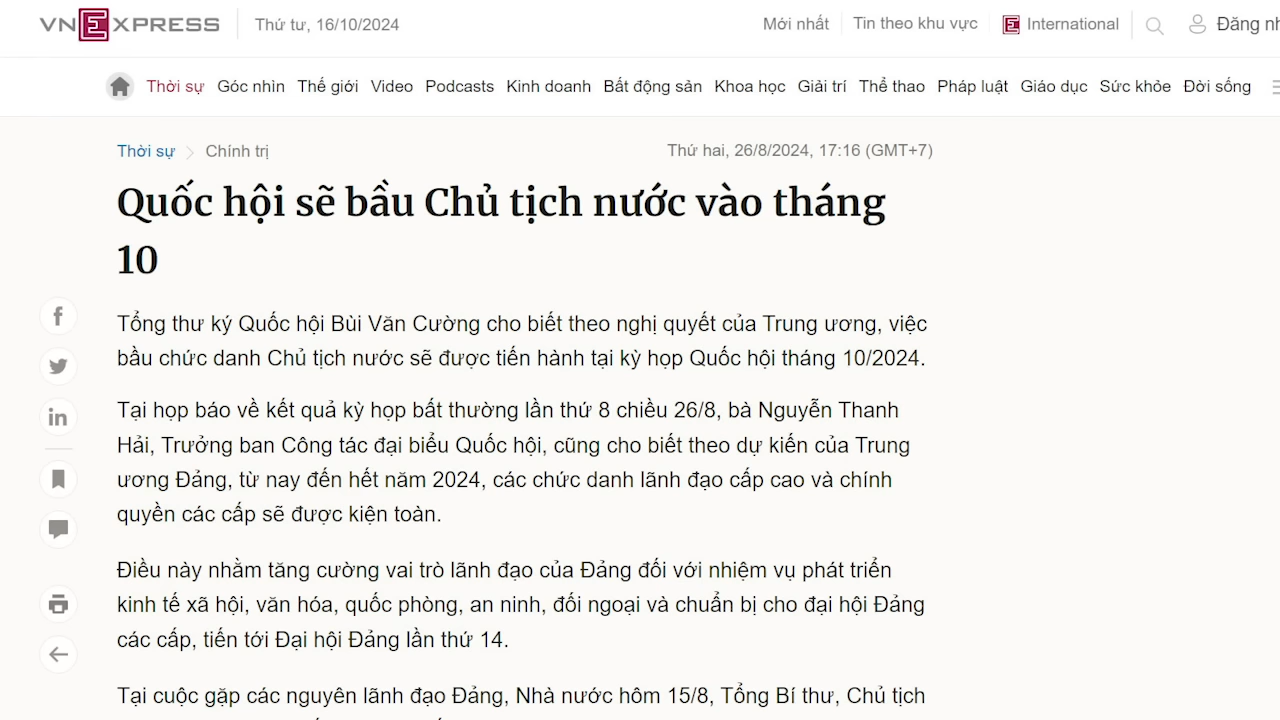 VNEXPRESS Thứ tư, 16/10/2024 Mới nhất Tin theo khu vực International Đăng nh
Thời sự Góc nhìn Thế giới Video Podcasts Kinh doanh Bất động sản Khoa học Giải trí Thể thao Pháp luật Giáo dục Sức khỏe Đời sống
Thời sự Chính trị Thứ hai, 26/8/2024, 17:16 (GMT+7)
Quốc hội sẽ bầu Chủ tịch nước vào tháng
10
Tổng thư ký Quốc hội Bùi Văn Cường cho biết theo nghị quyết của Trung ương, việc
bầu chức danh Chủ tịch nước sẽ được tiến hành tại kỳ họp Quốc hội tháng 10/2024.
Tại họp báo về kết quả kỳ họp bất thường lần thứ 8 chiều 26/8, bà Nguyễn Thanh
Hải, Trưởng ban Công tác đại biểu Quốc hội, cũng cho biết theo dự kiến của Trung
ương Đảng, từ nay đến hết năm 2024, các chức danh lãnh đạo cấp cao và chính
quyền các cấp sẽ được kiện toàn.
Điều này nhằm tăng cường vai trò lãnh đạo của Đảng đối với nhiệm vụ phát triển
kinh tế xã hội, văn hóa, quốc phòng, an ninh, đối ngoại và chuẩn bị cho đại hội Đảng
các cấp, tiến tới Đại hội Đảng lần thứ 14.
Tại cuộc gặp các nguyên lãnh đạo Đảng, Nhà nước hôm 15/8, Tổng Bí thư, Chủ tịch